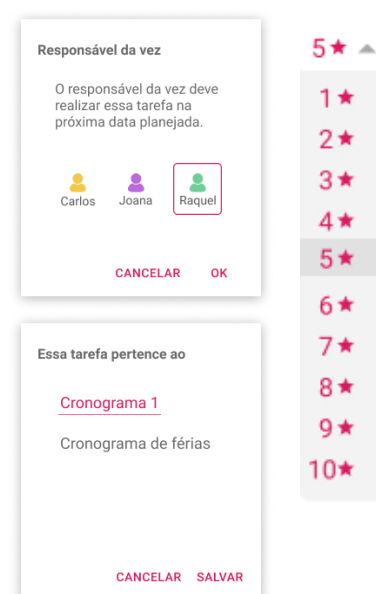 Responsável da vez
O responsável da vez deve
realizar essa tarefa na
próxima data planejada.
Carlos Joana Raquel
CANCELAR OK
Essa tarefa pertence ao
Cronograma 1
Cronograma de férias
CANCELAR SALVAR
5★
1★
2★
3★
4★
5★
6★
7★
8★
9★
10★